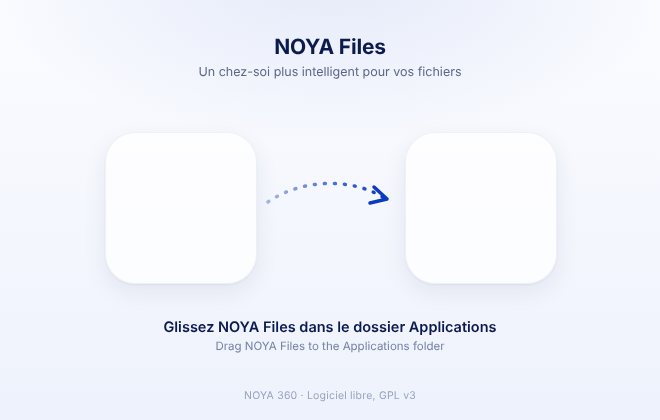 NOYA Files
Un chez-soi plus intelligent pour vos fichiers
Glissez NOYA Files dans le dossier Applications
Drag NOYA Files to the Applications folder
NOYA 360 · Logiciel libre, GPL v3